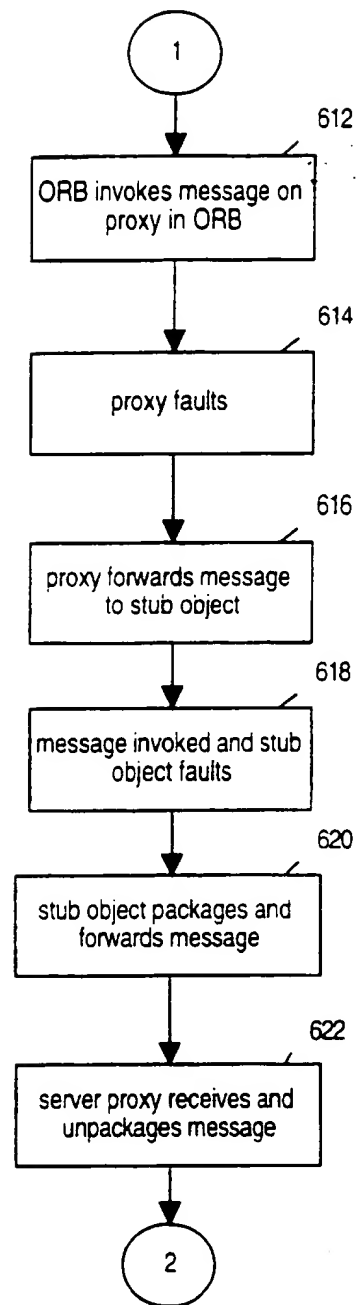 1
612
ORB invokes message on
proxy in ORB
614
proxy faults
616
proxy forwards message
to stub object
618
message invoked and stub
object faults
620
stub object packages and
forwards message
622
server proxy receives and
unpackages message
2